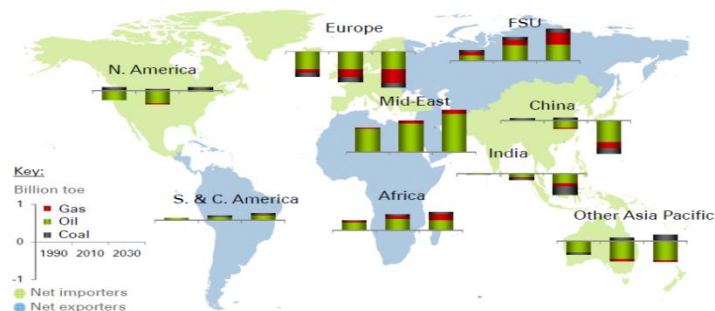 Europe
FSU
N. America
Mid-East
China
India
Key:
Billion toe
S. & C. America
Africa
Other Asia Pacific
1
Gas
Oil
0
Coal
1990 2010 2030
-1
Net importers
Net exporters